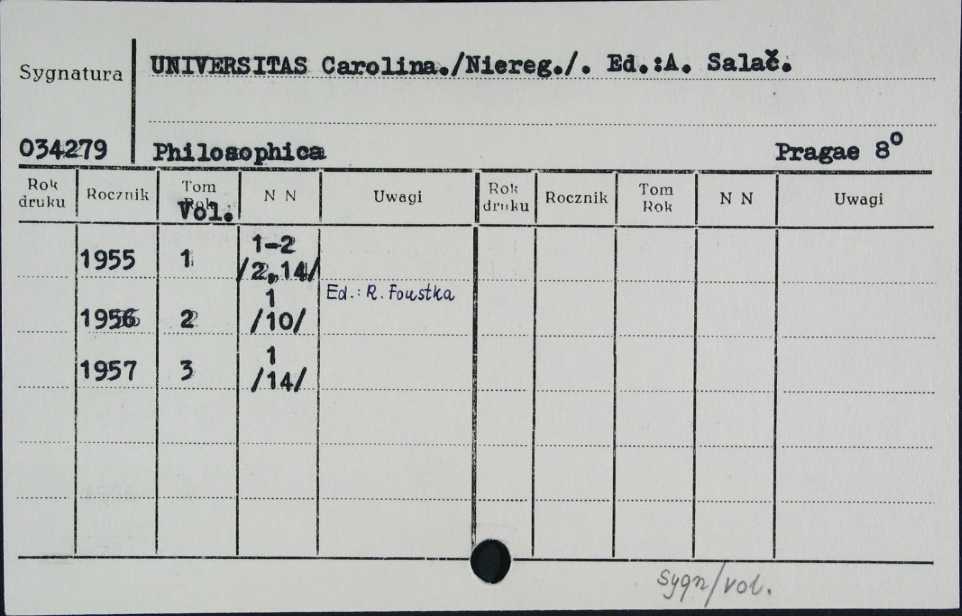 Sygnatura
UNIVERSITAS Carolina./Niereg./. Ed.:A. Salač.
034279
Philosophica Pragae 8°
Rok druku Rocznik Tom Rok Vol. N N Uwagi Rok druku Rocznik Tom Rok N N Uwagi
1955 1 1-2 /2,14/
Ed.: R. Foustka
1956 2 1 /10/
1957 3 1 /14/
sygn/vol.